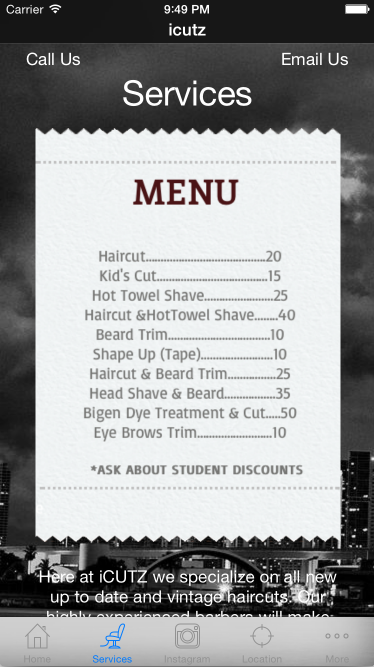 Carrier 9:49 PM
icutz
Call Us Email Us
Services
MENU
Haircut..............................................20
Kid's Cut...........................................15
Hot Towel Shave..........................25
Haircut &HotTowel Shave.........40
Beard Trim.......................................10
Shape Up (Tape)...........................10
Haircut & Beard Trim..................25
Head Shave & Beard...................35
Bigen Dye Treatment & Cut.....50
Eye Brows Trim............................10
*ASK ABOUT STUDENT DISCOUNTS
Here at iCUTZ we specialize on all new
up to date and vintage haircuts. Our
highly experienced barbers will make
Home Services Instagram Location More